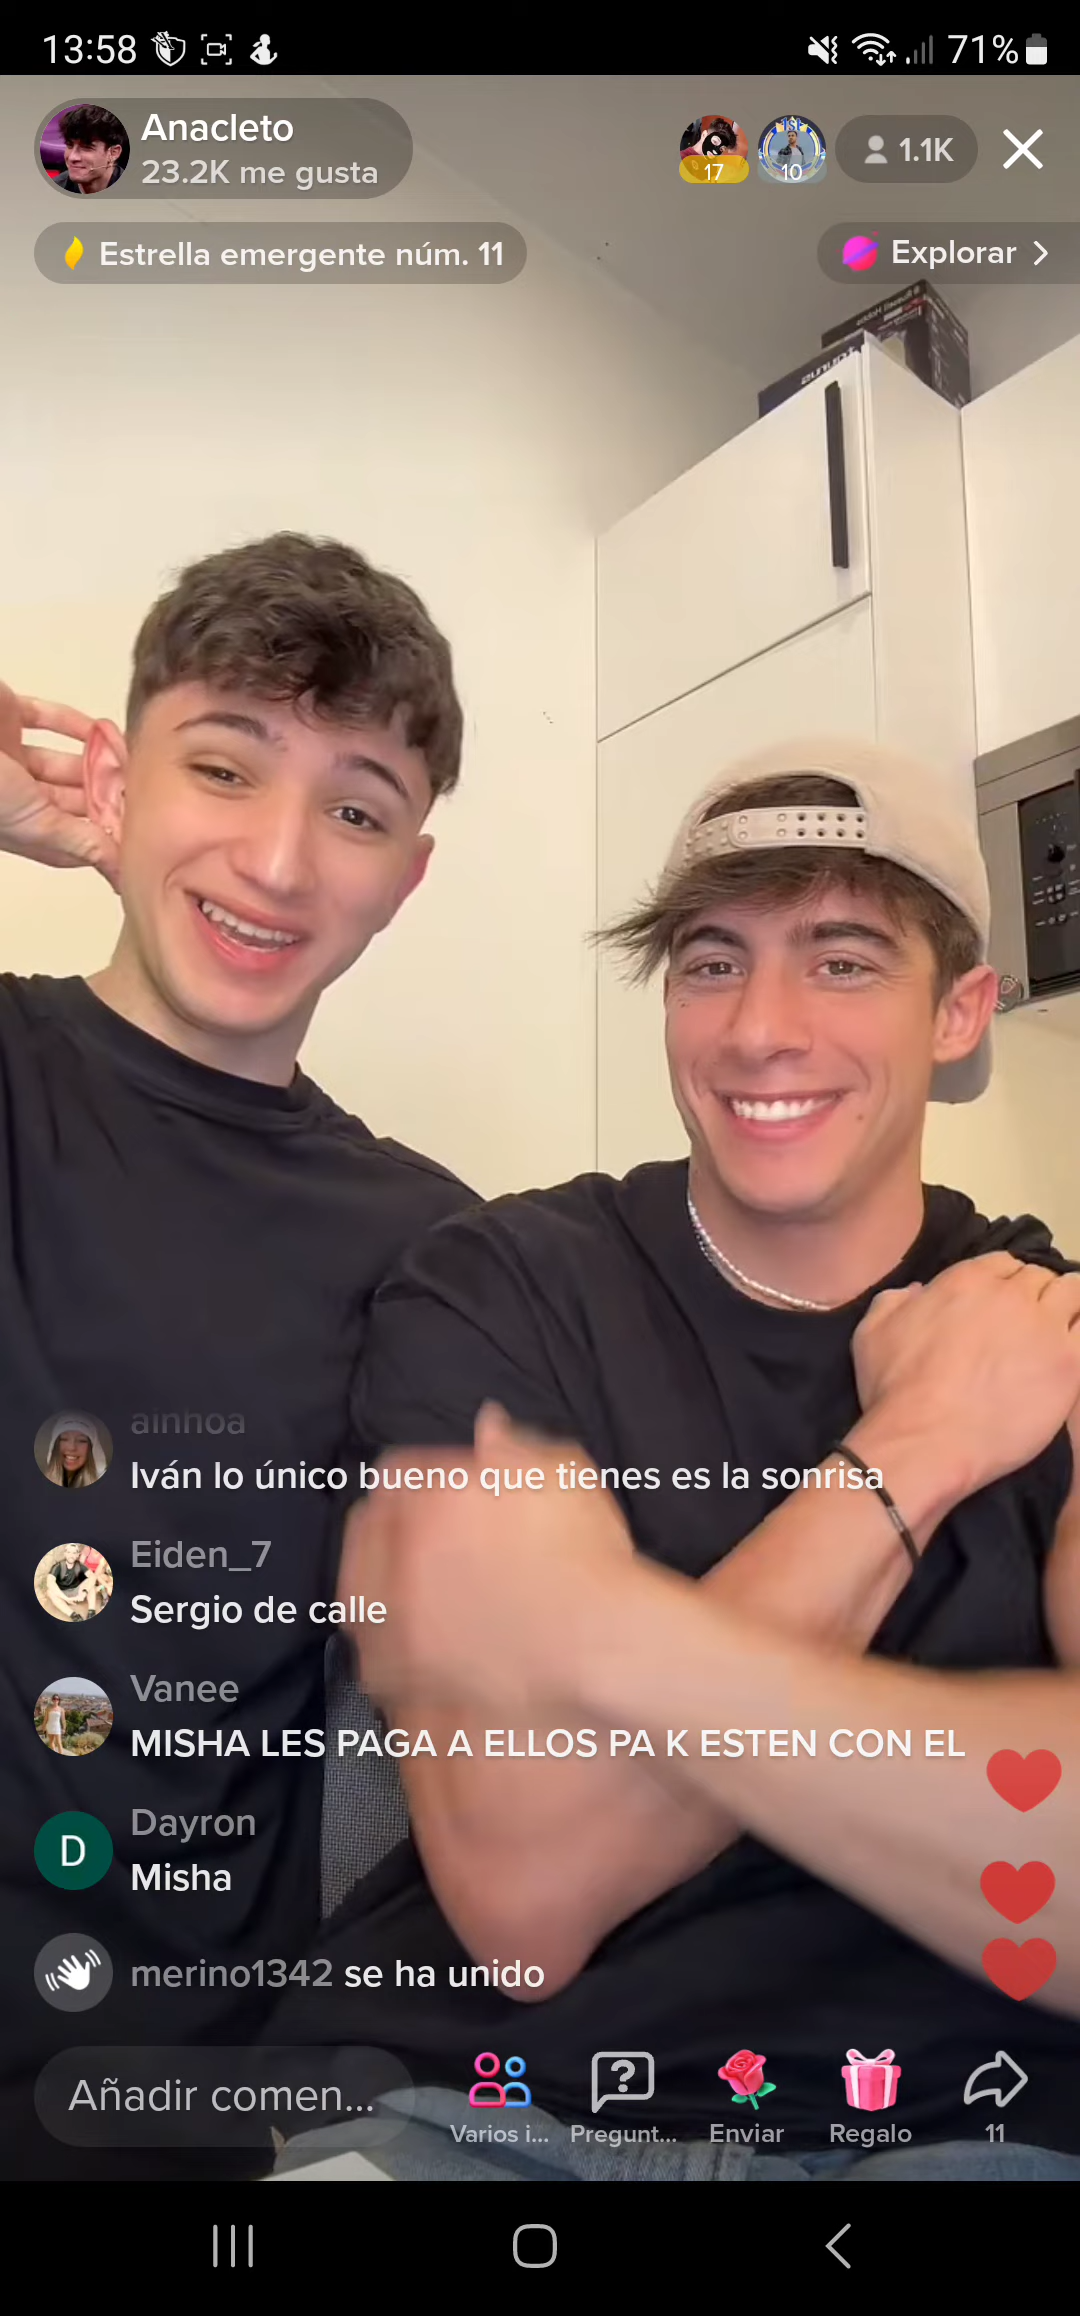 13:58
71%
Anacleto
23.2K me gusta
17
1st
10
1.1K
Estrella emergente núm. 11
Explorar
ainhoa
Iván lo único bueno que tienes es la sonrisa
Eiden_7
Sergio de calle
Vanee
MISHA LES PAGA A ELLOS PA K ESTEN CON EL
D
Dayron
Misha
merino1342 se ha unido
Añadir comen...
Varios i...
Pregunt...
Enviar
Regalo
11